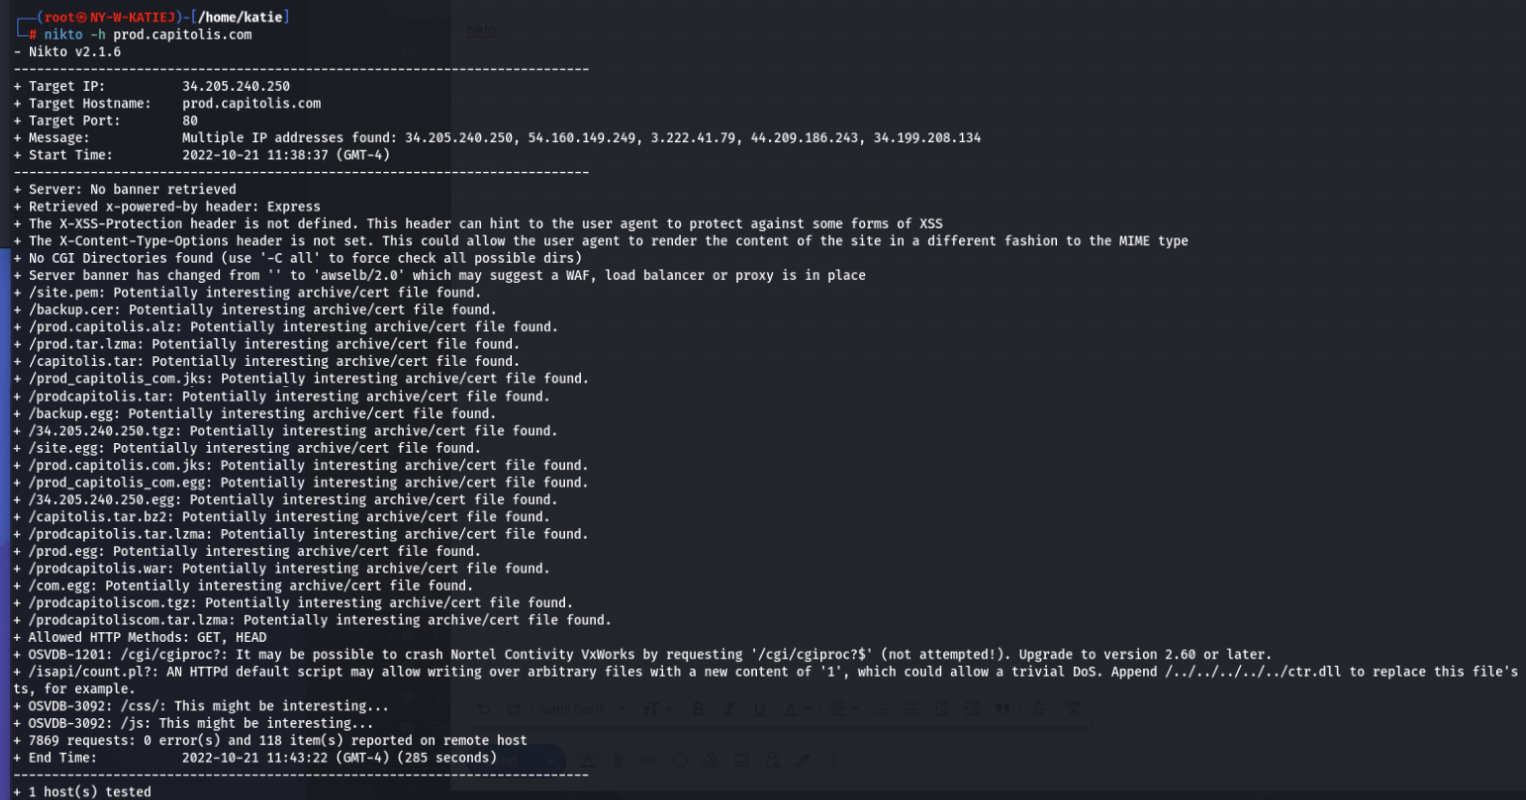 ┌──(root㉿NY-W-KATIEJ)-[/home/katie]
└─# nikto -h prod.capitolis.com
- Nikto v2.1.6
---------------------------------------------------------------------------
+ Target IP:          34.205.240.250
+ Target Hostname:    prod.capitolis.com
+ Target Port:        80
+ Message:            Multiple IP addresses found: 34.205.240.250, 54.160.149.249, 3.222.41.79, 44.209.186.243, 34.199.208.134
+ Start Time:         2022-10-21 11:38:37 (GMT-4)
---------------------------------------------------------------------------
+ Server: No banner retrieved
+ Retrieved x-powered-by header: Express
+ The X-XSS-Protection header is not defined. This header can hint to the user agent to protect against some forms of XSS
+ The X-Content-Type-Options header is not set. This could allow the user agent to render the content of the site in a different fashion to the MIME type
+ No CGI Directories found (use '-C all' to force check all possible dirs)
+ Server banner has changed from '' to 'awselb/2.0' which may suggest a WAF, load balancer or proxy is in place
+ /site.pem: Potentially interesting archive/cert file found.
+ /backup.cer: Potentially interesting archive/cert file found.
+ /prod.capitolis.alz: Potentially interesting archive/cert file found.
+ /prod.tar.lzma: Potentially interesting archive/cert file found.
+ /capitolis.tar: Potentially interesting archive/cert file found.
+ /prod_capitolis_com.jks: Potentially interesting archive/cert file found.
+ /prodcapitolis.tar: Potentially interesting archive/cert file found.
+ /backup.egg: Potentially interesting archive/cert file found.
+ /34.205.240.250.tgz: Potentially interesting archive/cert file found.
+ /site.egg: Potentially interesting archive/cert file found.
+ /prod.capitolis.com.jks: Potentially interesting archive/cert file found.
+ /prod_capitolis_com.egg: Potentially interesting archive/cert file found.
+ /34.205.240.250.egg: Potentially interesting archive/cert file found.
+ /capitolis.tar.bz2: Potentially interesting archive/cert file found.
+ /prodcapitolis.tar.lzma: Potentially interesting archive/cert file found.
+ /prod.egg: Potentially interesting archive/cert file found.
+ /prodcapitolis.war: Potentially interesting archive/cert file found.
+ /com.egg: Potentially interesting archive/cert file found.
+ /prodcapitoliscom.tgz: Potentially interesting archive/cert file found.
+ /prodcapitoliscom.tar.lzma: Potentially interesting archive/cert file found.
+ Allowed HTTP Methods: GET, HEAD
+ OSVDB-1201: /cgi/cgiproc?: It may be possible to crash Nortel Contivity VxWorks by requesting '/cgi/cgiproc?$' (not attempted!). Upgrade to version 2.60 or later.
+ /isapi/count.pl?: AN HTTPd default script may allow writing over arbitrary files with a new content of '1', which could allow a trivial DoS. Append /../../../../../ctr.dll to replace this file's
ts, for example.
+ OSVDB-3092: /css/: This might be interesting...
+ OSVDB-3092: /js: This might be interesting...
+ 7869 requests: 0 error(s) and 118 item(s) reported on remote host
+ End Time:           2022-10-21 11:43:22 (GMT-4) (285 seconds)
---------------------------------------------------------------------------
+ 1 host(s) tested
nikto
Sans Serif